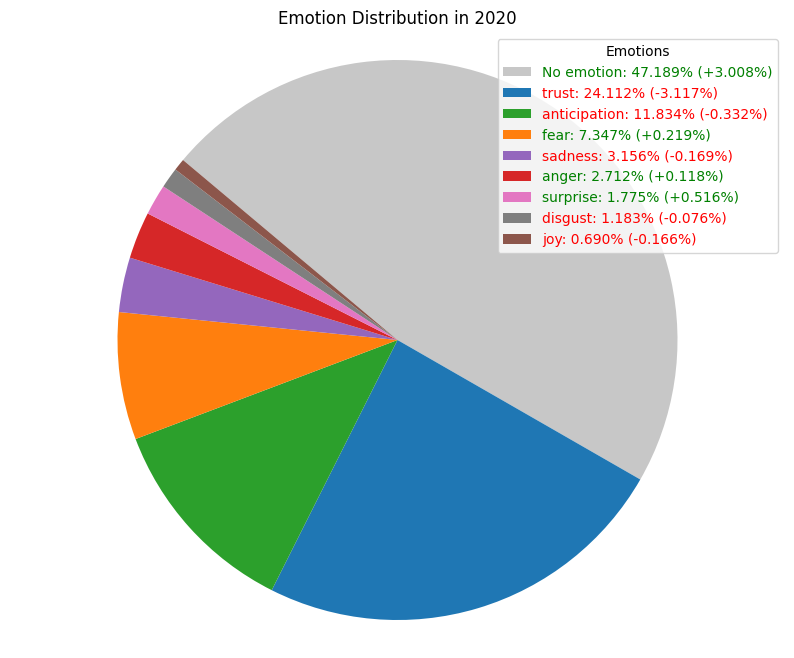 Emotion Distribution in 2020
Emotions
No emotion: 47.189% (+3.008%)
trust: 24.112% (-3.117%)
anticipation: 11.834% (-0.332%)
fear: 7.347% (+0.219%)
sadness: 3.156% (-0.169%)
anger: 2.712% (+0.118%)
surprise: 1.775% (+0.516%)
disgust: 1.183% (-0.076%)
joy: 0.690% (-0.166%)